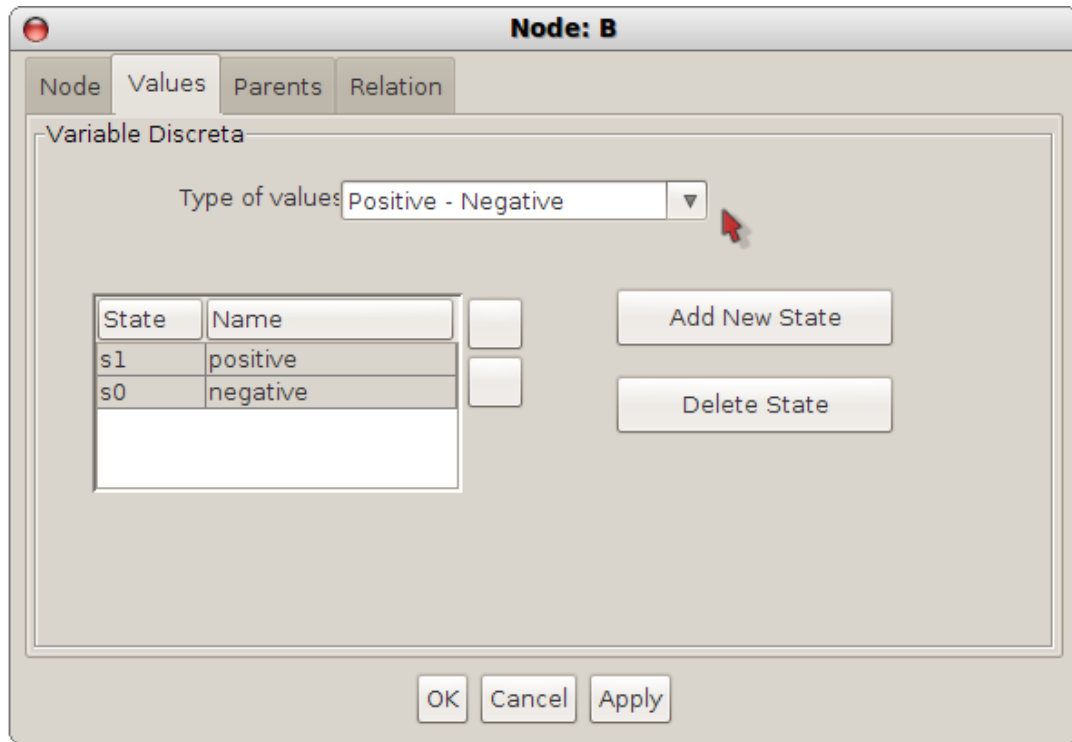 Node: B
Node Values Parents Relation
Variable Discreta
Type of values Positive - Negative
State Name
s1 positive
s0 negative
Add New State
Delete State
OK Cancel Apply